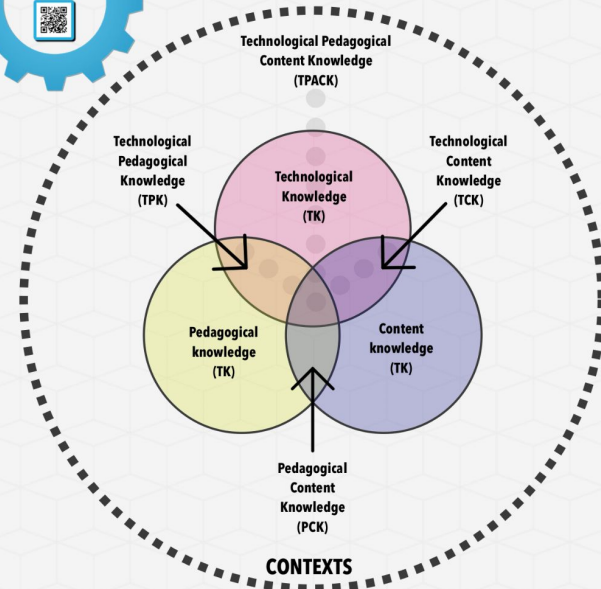 Technological Pedagogical
Content Knowledge
(TPACK)
Technological
Pedagogical
Knowledge
(TPK)
Technological
Content
Knowledge
(TCK)
Technological
Knowledge
(TK)
Pedagogical
knowledge
(TK)
Content
knowledge
(TK)
Pedagogical
Content
Knowledge
(PCK)
CONTEXTS